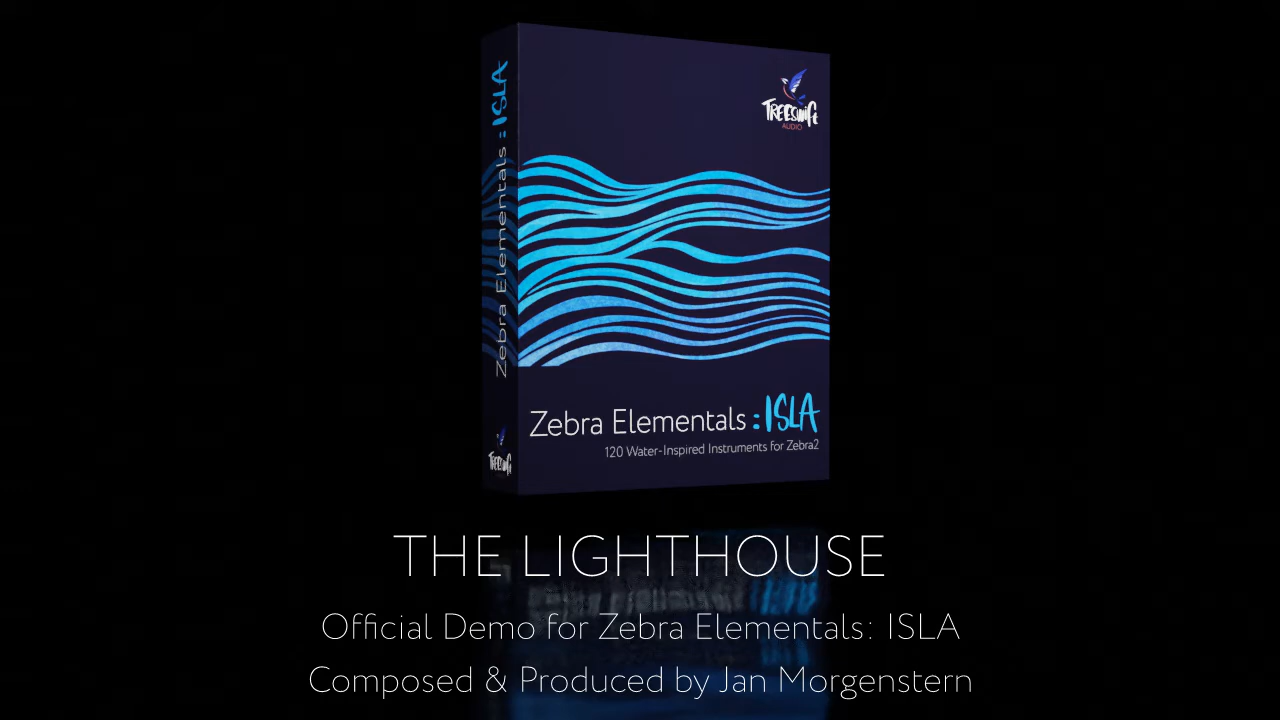 TREESWIFT
AUDIO
Zebra Elementals : ISLA
Zebra Elementals : ISLA
120 Water-Inspired Instruments for Zebra2
TREESWIFT
THE LIGHTHOUSE
Official Demo for Zebra Elementals: ISLA
Composed & Produced by Jan Morgenstern